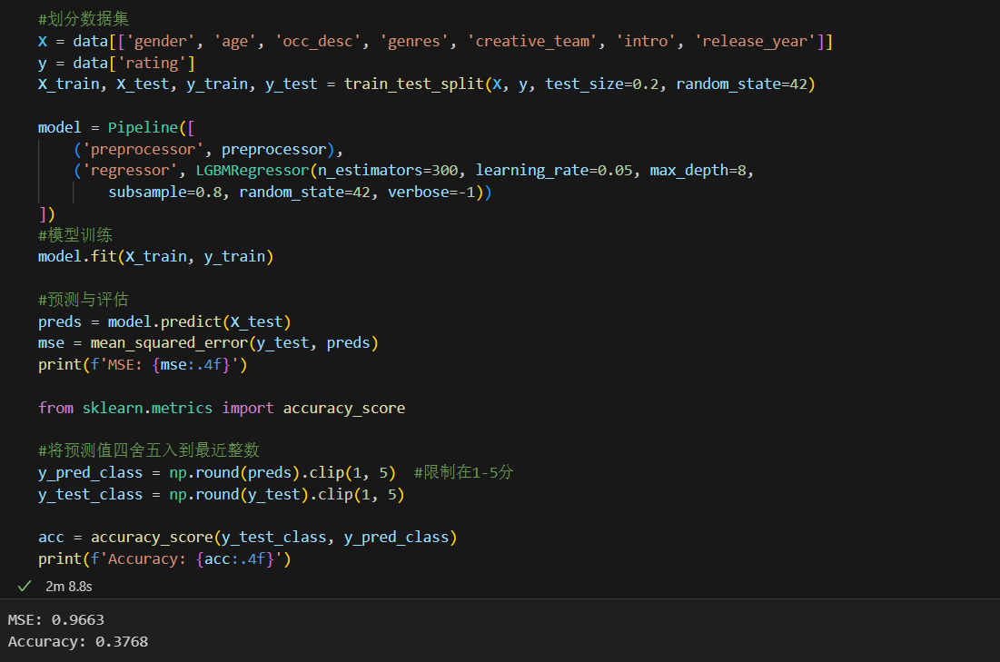 #划分数据集
X = data[['gender', 'age', 'occ_desc', 'genres', 'creative_team', 'intro', 'release_year']]
y = data['rating']
X_train, X_test, y_train, y_test = train_test_split(X, y, test_size=0.2, random_state=42)
model = Pipeline([
    ('preprocessor', preprocessor),
    ('regressor', LGBMRegressor(n_estimators=300, learning_rate=0.05, max_depth=8,
        subsample=0.8, random_state=42, verbose=-1))
])
#模型训练
model.fit(X_train, y_train)
#预测与评估
preds = model.predict(X_test)
mse = mean_squared_error(y_test, preds)
print(f'MSE: {mse:.4f}')
from sklearn.metrics import accuracy_score
#将预测值四舍五入到最近整数
y_pred_class = np.round(preds).clip(1, 5)  #限制在1-5分
y_test_class = np.round(y_test).clip(1, 5)
acc = accuracy_score(y_test_class, y_pred_class)
print(f'Accuracy: {acc:.4f}')
2m 8.8s
MSE: 0.9663
Accuracy: 0.3768